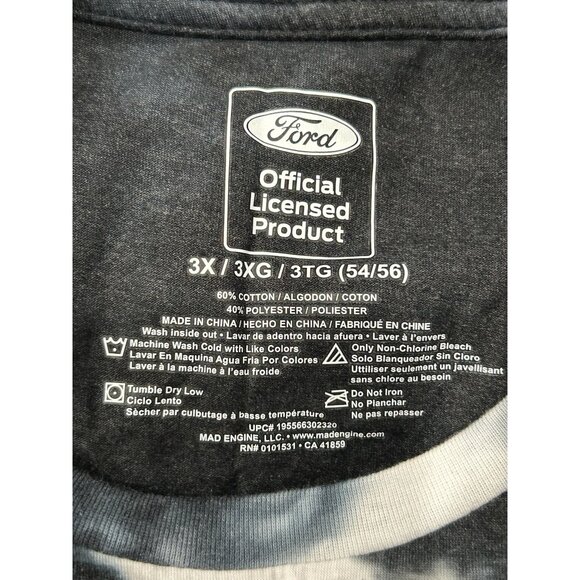 Ford
Official
Licensed
Product
3X / 3XG / 3TG (54/56)
60% COTTON / ALGODON / COTON
40% POLYESTER / POLIESTER
MADE IN CHINA / HECHO EN CHINA / FABRIQUÉ EN CHINE
Wash inside out • Lavar de adentro hacia afuera • Laver à l'envers
Machine Wash Cold with Like Colors
Lavar En Maquina Agua Fria Por Colores
Laver à la machine à l'eau froide
Only Non-Chlorine Bleach
Solo Blanqueador Sin Cloro
Uttiliser seulement un javellisant
sans chlore au besoin
Tumble Dry Low
Ciclo Lento
Sècher par culbutage à basse température
Do Not Iron
No Planchar
Ne pas repasser
UPC# 195566302320
MAD ENGINE, LLC. • www.madengine.com
RN# 0101531 • CA 41859